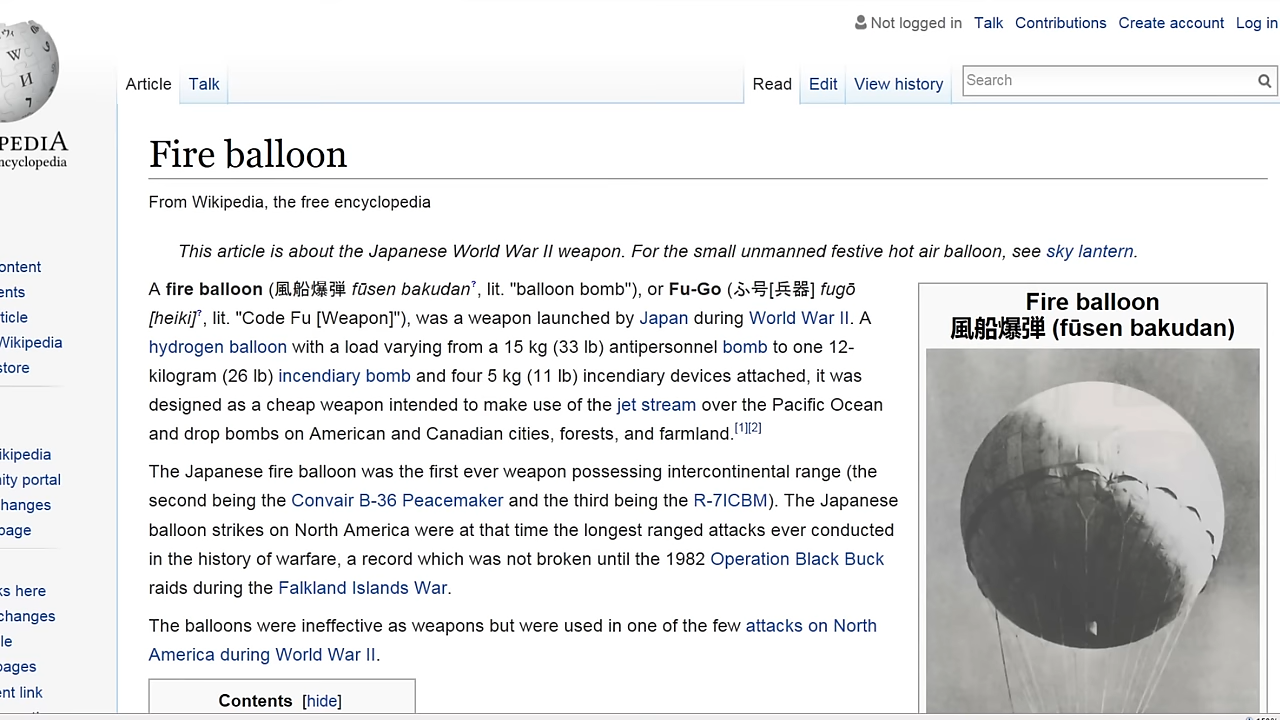 Not logged in Talk Contributions Create account Log in
Article Talk Read Edit View history Search
W
И
PEDIA
ncyclopedia
Fire balloon
From Wikipedia, the free encyclopedia
This article is about the Japanese World War II weapon. For the small unmanned festive hot air balloon, see sky lantern.
A fire balloon (風船爆弾 fūsen bakudan?, lit. "balloon bomb"), or Fu-Go (ふ号[兵器] fugō
[heiki]?, lit. "Code Fu [Weapon]"), was a weapon launched by Japan during World War II. A
hydrogen balloon with a load varying from a 15 kg (33 lb) antipersonnel bomb to one 12-
kilogram (26 lb) incendiary bomb and four 5 kg (11 lb) incendiary devices attached, it was
designed as a cheap weapon intended to make use of the jet stream over the Pacific Ocean
and drop bombs on American and Canadian cities, forests, and farmland.[1][2]
The Japanese fire balloon was the first ever weapon possessing intercontinental range (the
second being the Convair B-36 Peacemaker and the third being the R-7ICBM). The Japanese
balloon strikes on North America were at that time the longest ranged attacks ever conducted
in the history of warfare, a record which was not broken until the 1982 Operation Black Buck
raids during the Falkland Islands War.
The balloons were ineffective as weapons but were used in one of the few attacks on North
America during World War II.
Contents [hide]
Fire balloon
風船爆弾 (fūsen bakudan)
ontent
ents
ticle
Wikipedia
store
ikipedia
ity portal
hanges
page
ks here
changes
le
pages
ent link